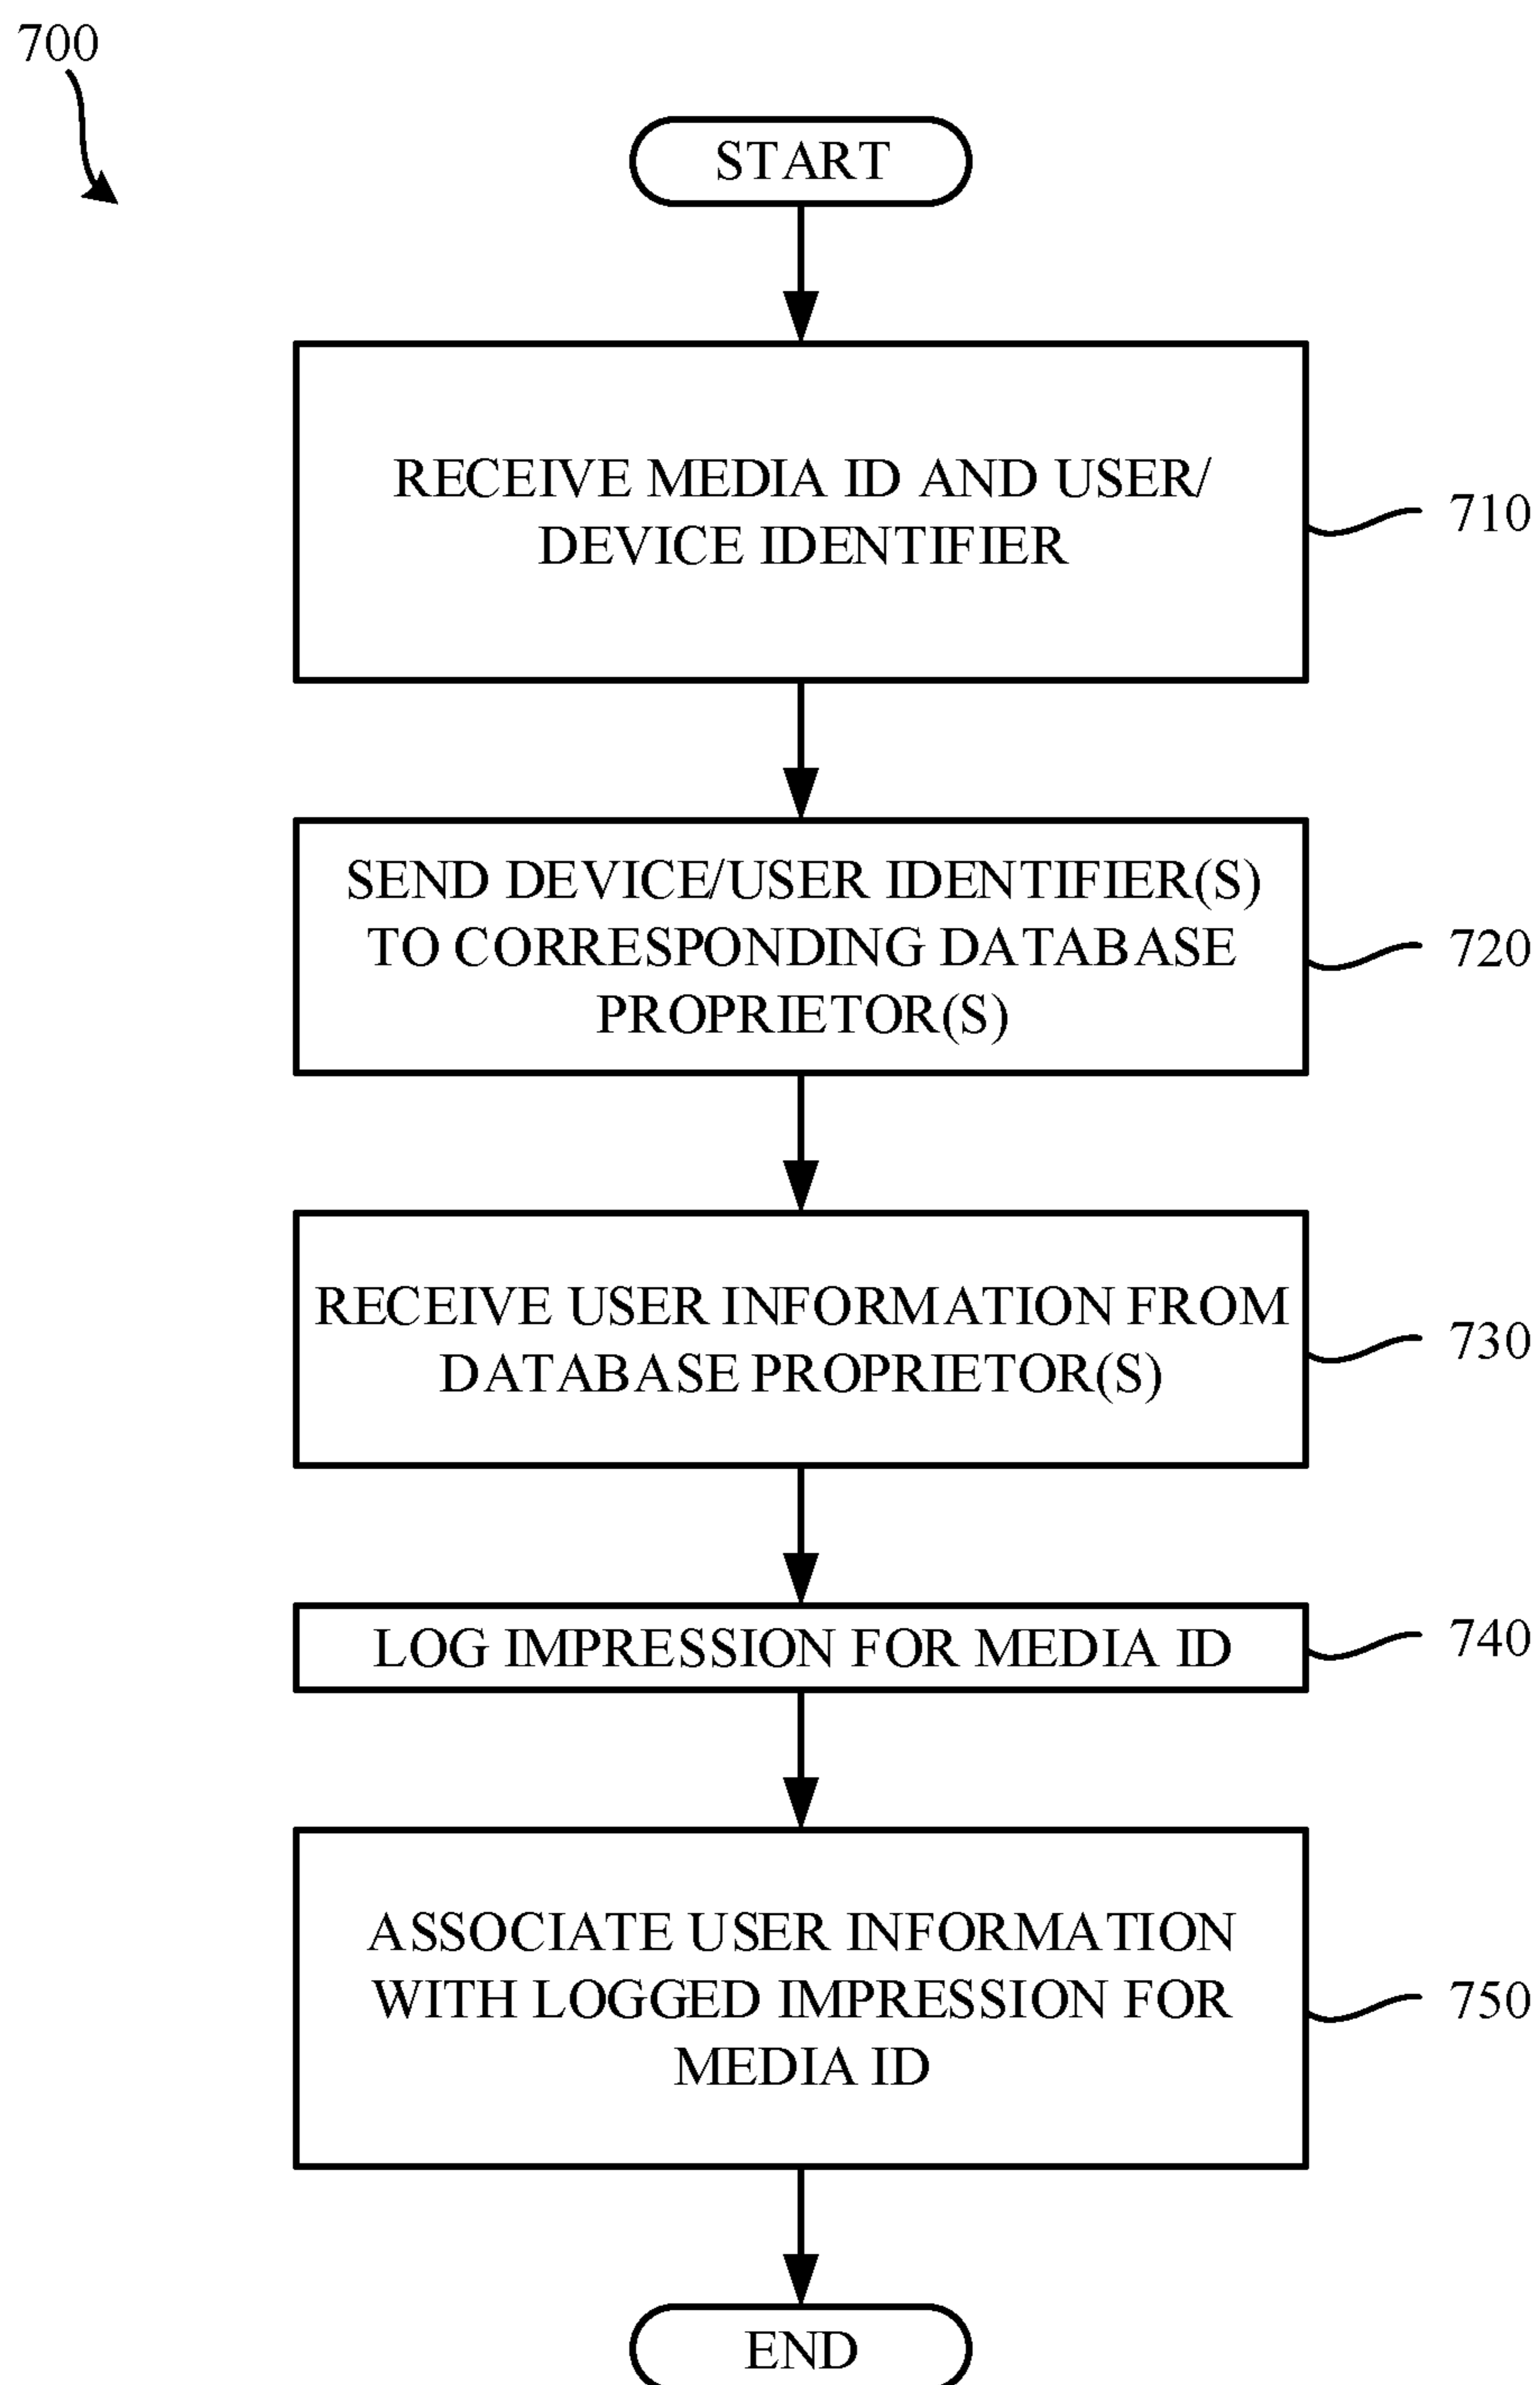 700
START
RECEIVE MEDIA ID AND USER/
DEVICE IDENTIFIER
710
SEND DEVICE/USER IDENTIFIER(S)
TO CORRESPONDING DATABASE
PROPRIETOR(S)
720
RECEIVE USER INFORMATION FROM
DATABASE PROPRIETOR(S)
730
LOG IMPRESSION FOR MEDIA ID
740
ASSOCIATE USER INFORMATION
WITH LOGGED IMPRESSION FOR
MEDIA ID
750
END